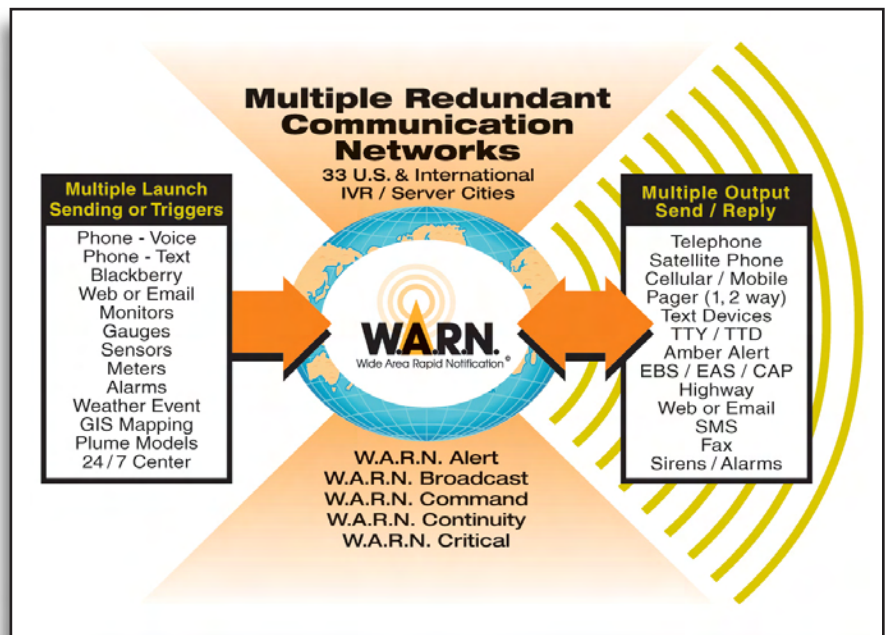 Multiple Redundant
Communication
Networks
33 U.S. & International
IVR / Server Cities
Multiple Launch
Sending or Triggers
Phone - Voice
Phone - Text
Blackberry
Web or Email
Monitors
Gauges
Sensors
Meters
Alarms
Weather Event
GIS Mapping
Plume Models
24 / 7 Center
W.A.R.N.
Wide Area Rapid Notification©
W.A.R.N. Alert
W.A.R.N. Broadcast
W.A.R.N. Command
W.A.R.N. Continuity
W.A.R.N. Critical
Multiple Output
Send / Reply
Telephone
Satellite Phone
Cellular / Mobile
Pager (1, 2 way)
Text Devices
TTY / TTD
Amber Alert
EBS / EAS / CAP
Highway
Web or Email
SMS
Fax
Sirens / Alarms